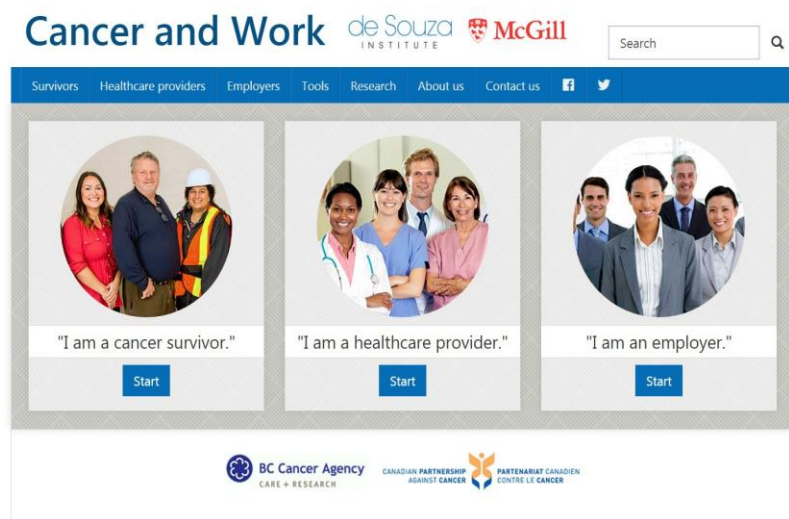 Cancer and Work
de Souza
INSTITUTE
McGill
Search
Survivors Healthcare providers Employers Tools Research About us Contact us
"I am a cancer survivor."
"I am a healthcare provider."
"I am an employer."
Start
Start
Start
BC Cancer Agency
CARE + RESEARCH
CANADIAN PARTNERSHIP
AGAINST CANCER
PARTENARIAT CANADIEN
CONTRE LE CANCER